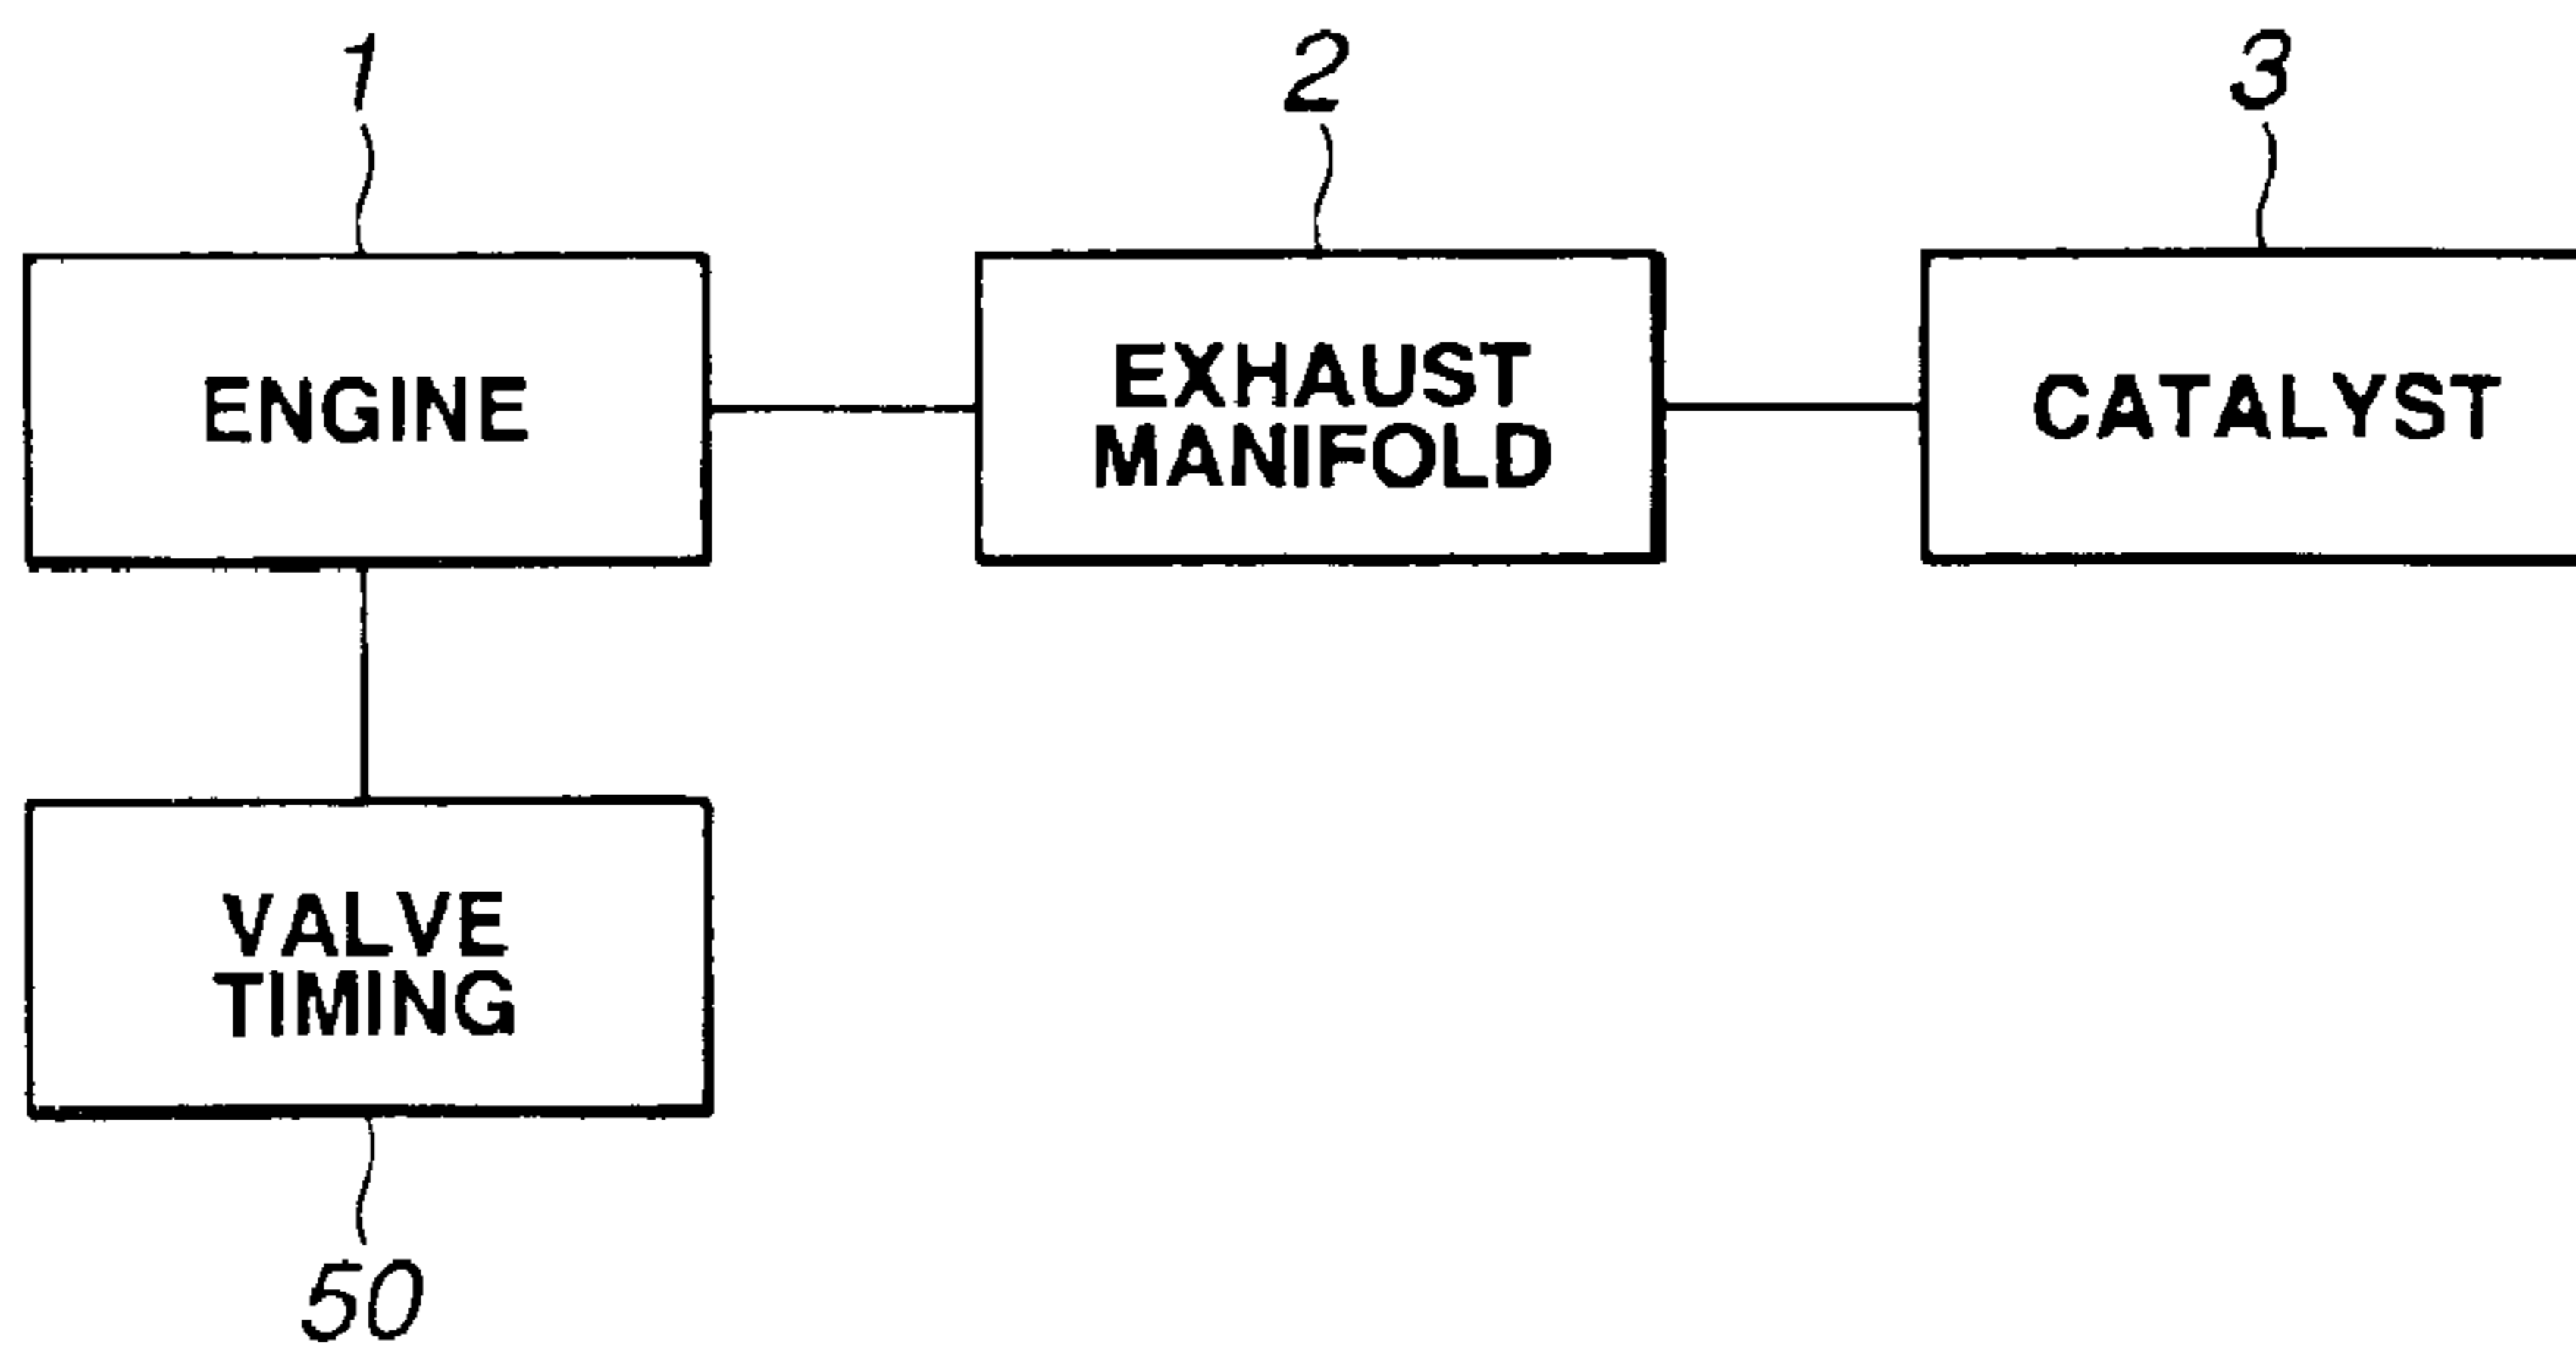 1
2
3
ENGINE
EXHAUST
MANIFOLD
CATALYST
VALVE
TIMING
50